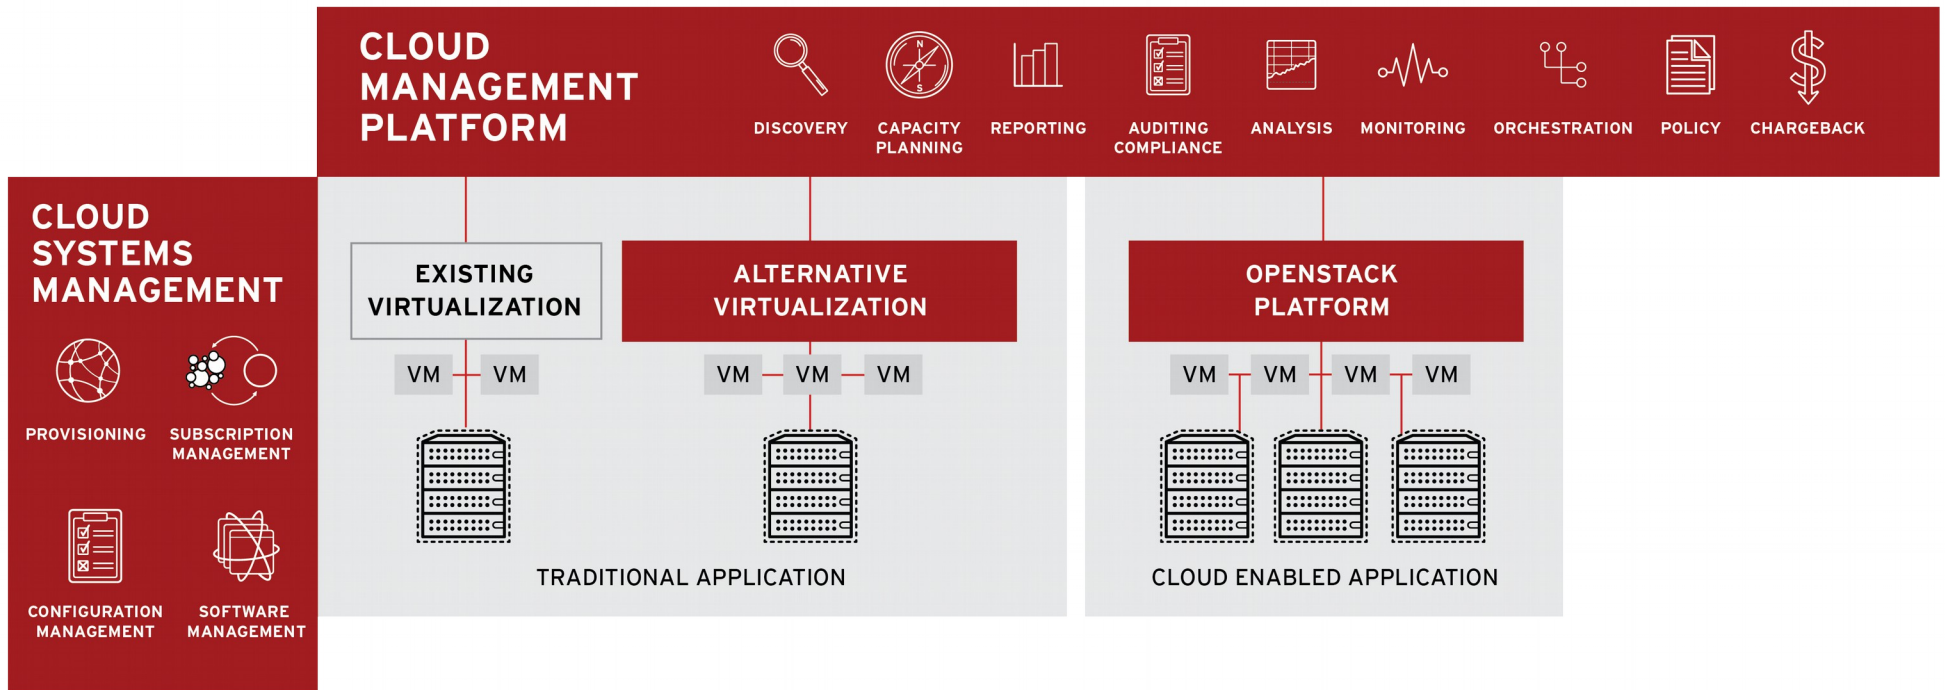 CLOUD
MANAGEMENT
PLATFORM
DISCOVERY
CAPACITY
PLANNING
REPORTING
AUDITING
COMPLIANCE
ANALYSIS
MONITORING
ORCHESTRATION
POLICY
CHARGEBACK
N
S
CLOUD
SYSTEMS
MANAGEMENT
PROVISIONING
SUBSCRIPTION
MANAGEMENT
CONFIGURATION
MANAGEMENT
SOFTWARE
MANAGEMENT
EXISTING
VIRTUALIZATION
VM VM
ALTERNATIVE
VIRTUALIZATION
VM VM VM
TRADITIONAL APPLICATION
OPENSTACK
PLATFORM
VM VM VM VM
CLOUD ENABLED APPLICATION